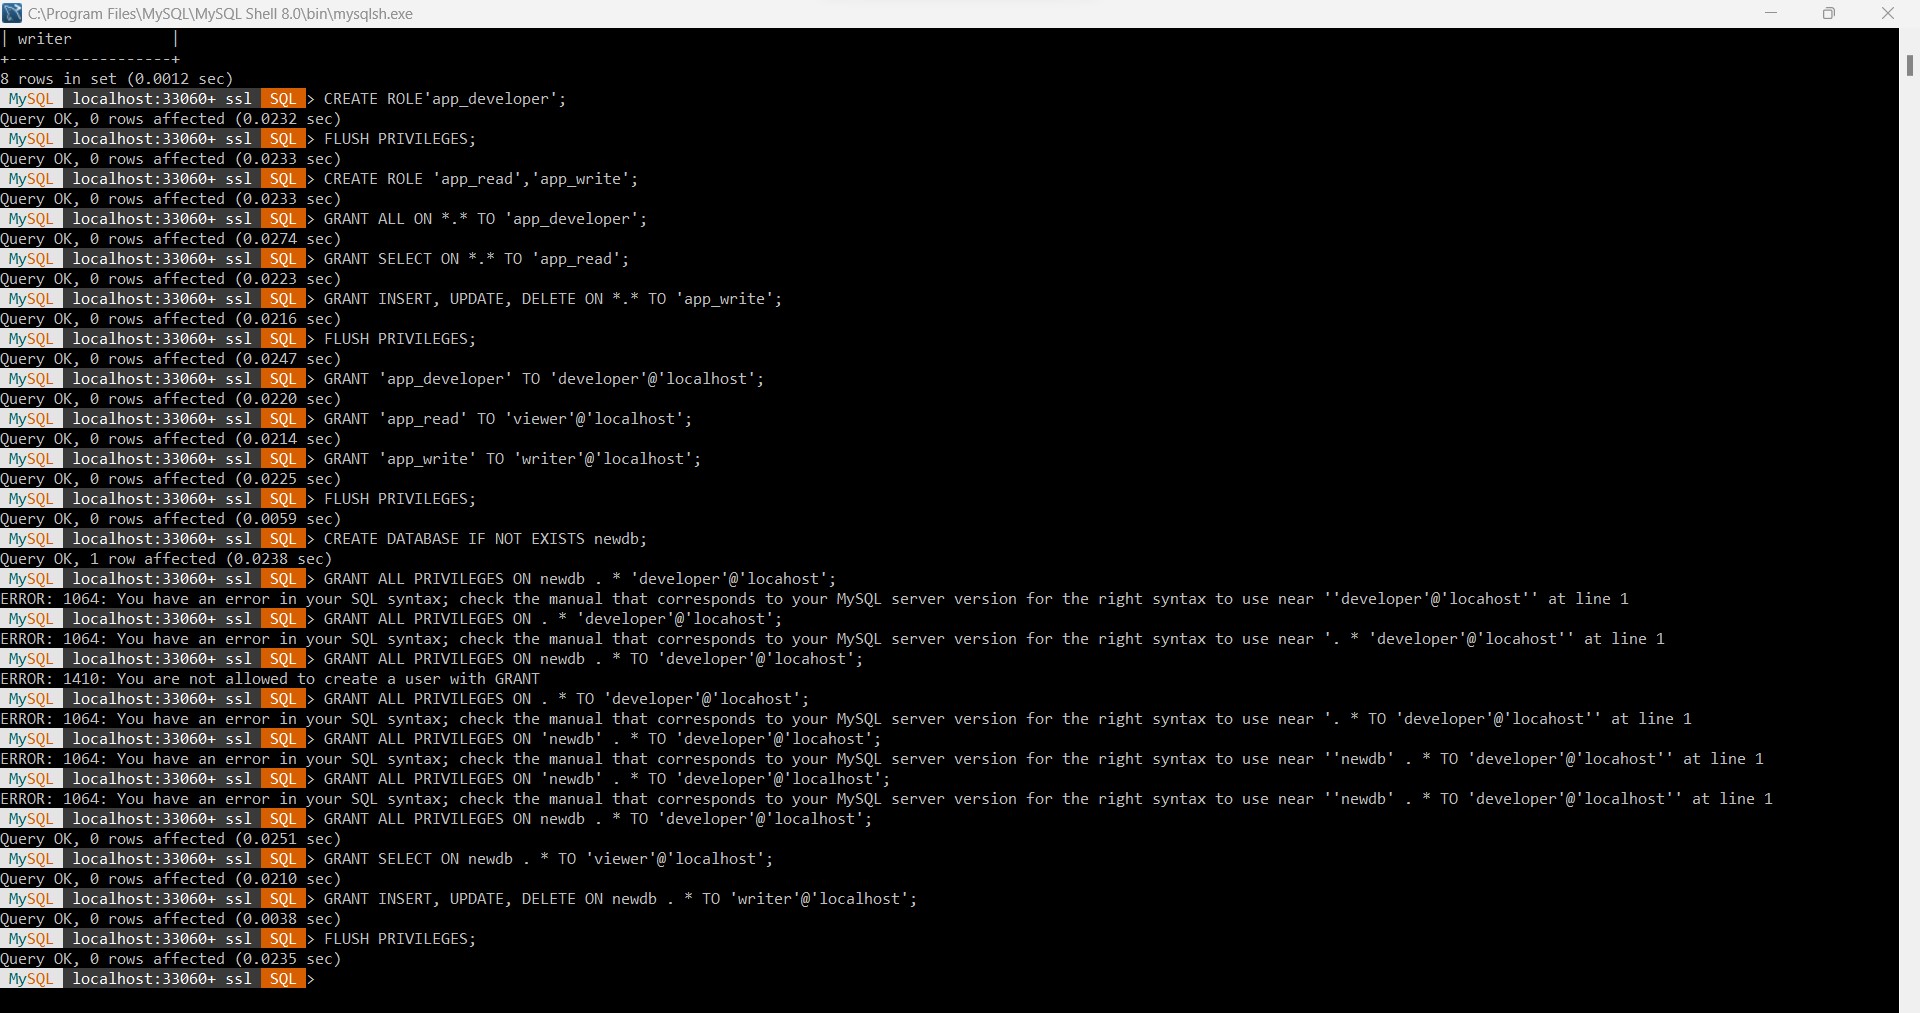 C:\Program Files\MySQL\MySQL Shell 8.0\bin\mysqlsh.exe
| writer           |
+------------------+
8 rows in set (0.0012 sec)
MySQL localhost:33060+ ssl SQL > CREATE ROLE'app_developer';
Query OK, 0 rows affected (0.0232 sec)
MySQL localhost:33060+ ssl SQL > FLUSH PRIVILEGES;
Query OK, 0 rows affected (0.0233 sec)
MySQL localhost:33060+ ssl SQL > CREATE ROLE 'app_read','app_write';
Query OK, 0 rows affected (0.0233 sec)
MySQL localhost:33060+ ssl SQL > GRANT ALL ON *.* TO 'app_developer';
Query OK, 0 rows affected (0.0274 sec)
MySQL localhost:33060+ ssl SQL > GRANT SELECT ON *.* TO 'app_read';
Query OK, 0 rows affected (0.0223 sec)
MySQL localhost:33060+ ssl SQL > GRANT INSERT, UPDATE, DELETE ON *.* TO 'app_write';
Query OK, 0 rows affected (0.0216 sec)
MySQL localhost:33060+ ssl SQL > FLUSH PRIVILEGES;
Query OK, 0 rows affected (0.0247 sec)
MySQL localhost:33060+ ssl SQL > GRANT 'app_developer' TO 'developer'@'localhost';
Query OK, 0 rows affected (0.0220 sec)
MySQL localhost:33060+ ssl SQL > GRANT 'app_read' TO 'viewer'@'localhost';
Query OK, 0 rows affected (0.0214 sec)
MySQL localhost:33060+ ssl SQL > GRANT 'app_write' TO 'writer'@'localhost';
Query OK, 0 rows affected (0.0225 sec)
MySQL localhost:33060+ ssl SQL > FLUSH PRIVILEGES;
Query OK, 0 rows affected (0.0059 sec)
MySQL localhost:33060+ ssl SQL > CREATE DATABASE IF NOT EXISTS newdb;
Query OK, 1 row affected (0.0238 sec)
MySQL localhost:33060+ ssl SQL > GRANT ALL PRIVILEGES ON newdb . * 'developer'@'locahost';
ERROR: 1064: You have an error in your SQL syntax; check the manual that corresponds to your MySQL server version for the right syntax to use near ''developer'@'locahost'' at line 1
MySQL localhost:33060+ ssl SQL > GRANT ALL PRIVILEGES ON . * 'developer'@'locahost';
ERROR: 1064: You have an error in your SQL syntax; check the manual that corresponds to your MySQL server version for the right syntax to use near '. * 'developer'@'locahost'' at line 1
MySQL localhost:33060+ ssl SQL > GRANT ALL PRIVILEGES ON newdb . * TO 'developer'@'locahost';
ERROR: 1410: You are not allowed to create a user with GRANT
MySQL localhost:33060+ ssl SQL > GRANT ALL PRIVILEGES ON . * TO 'developer'@'locahost';
ERROR: 1064: You have an error in your SQL syntax; check the manual that corresponds to your MySQL server version for the right syntax to use near '. * TO 'developer'@'locahost'' at line 1
MySQL localhost:33060+ ssl SQL > GRANT ALL PRIVILEGES ON 'newdb' . * TO 'developer'@'locahost';
ERROR: 1064: You have an error in your SQL syntax; check the manual that corresponds to your MySQL server version for the right syntax to use near ''newdb' . * TO 'developer'@'locahost'' at line 1
MySQL localhost:33060+ ssl SQL > GRANT ALL PRIVILEGES ON 'newdb' . * TO 'developer'@'localhost';
ERROR: 1064: You have an error in your SQL syntax; check the manual that corresponds to your MySQL server version for the right syntax to use near ''newdb' . * TO 'developer'@'localhost'' at line 1
MySQL localhost:33060+ ssl SQL > GRANT ALL PRIVILEGES ON newdb . * TO 'developer'@'localhost';
Query OK, 0 rows affected (0.0251 sec)
MySQL localhost:33060+ ssl SQL > GRANT SELECT ON newdb . * TO 'viewer'@'localhost';
Query OK, 0 rows affected (0.0210 sec)
MySQL localhost:33060+ ssl SQL > GRANT INSERT, UPDATE, DELETE ON newdb . * TO 'writer'@'localhost';
Query OK, 0 rows affected (0.0038 sec)
MySQL localhost:33060+ ssl SQL > FLUSH PRIVILEGES;
Query OK, 0 rows affected (0.0235 sec)
MySQL localhost:33060+ ssl SQL >